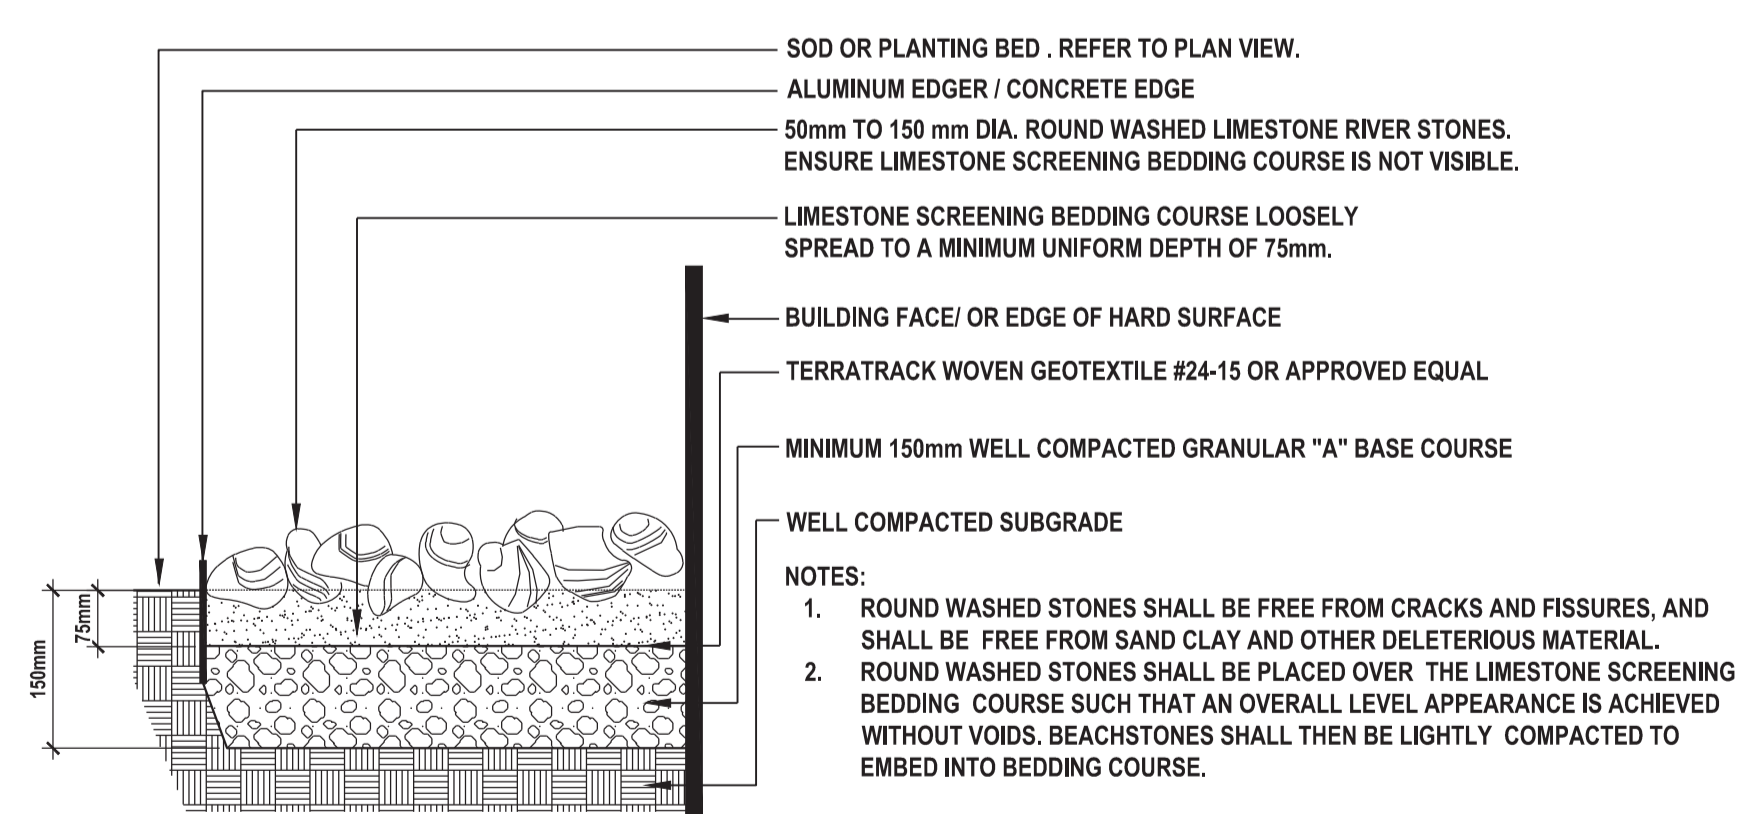 SOD OR PLANTING BED . REFER TO PLAN VIEW.
ALUMINUM EDGER / CONCRETE EDGE
50mm TO 150 mm DIA. ROUND WASHED LIMESTONE RIVER STONES.
ENSURE LIMESTONE SCREENING BEDDING COURSE IS NOT VISIBLE.
LIMESTONE SCREENING BEDDING COURSE LOOSELY
SPREAD TO A MINIMUM UNIFORM DEPTH OF 75mm.
BUILDING FACE/ OR EDGE OF HARD SURFACE
TERRATRACK WOVEN GEOTEXTILE #24-15 OR APPROVED EQUAL
MINIMUM 150mm WELL COMPACTED GRANULAR "A" BASE COURSE
WELL COMPACTED SUBGRADE
150mm
75mm
NOTES:
1. ROUND WASHED STONES SHALL BE FREE FROM CRACKS AND FISSURES, AND
SHALL BE FREE FROM SAND CLAY AND OTHER DELETERIOUS MATERIAL.
2. ROUND WASHED STONES SHALL BE PLACED OVER THE LIMESTONE SCREENING
BEDDING COURSE SUCH THAT AN OVERALL LEVEL APPEARANCE IS ACHIEVED
WITHOUT VOIDS. BEACHSTONES SHALL THEN BE LIGHTLY COMPACTED TO
EMBED INTO BEDDING COURSE.